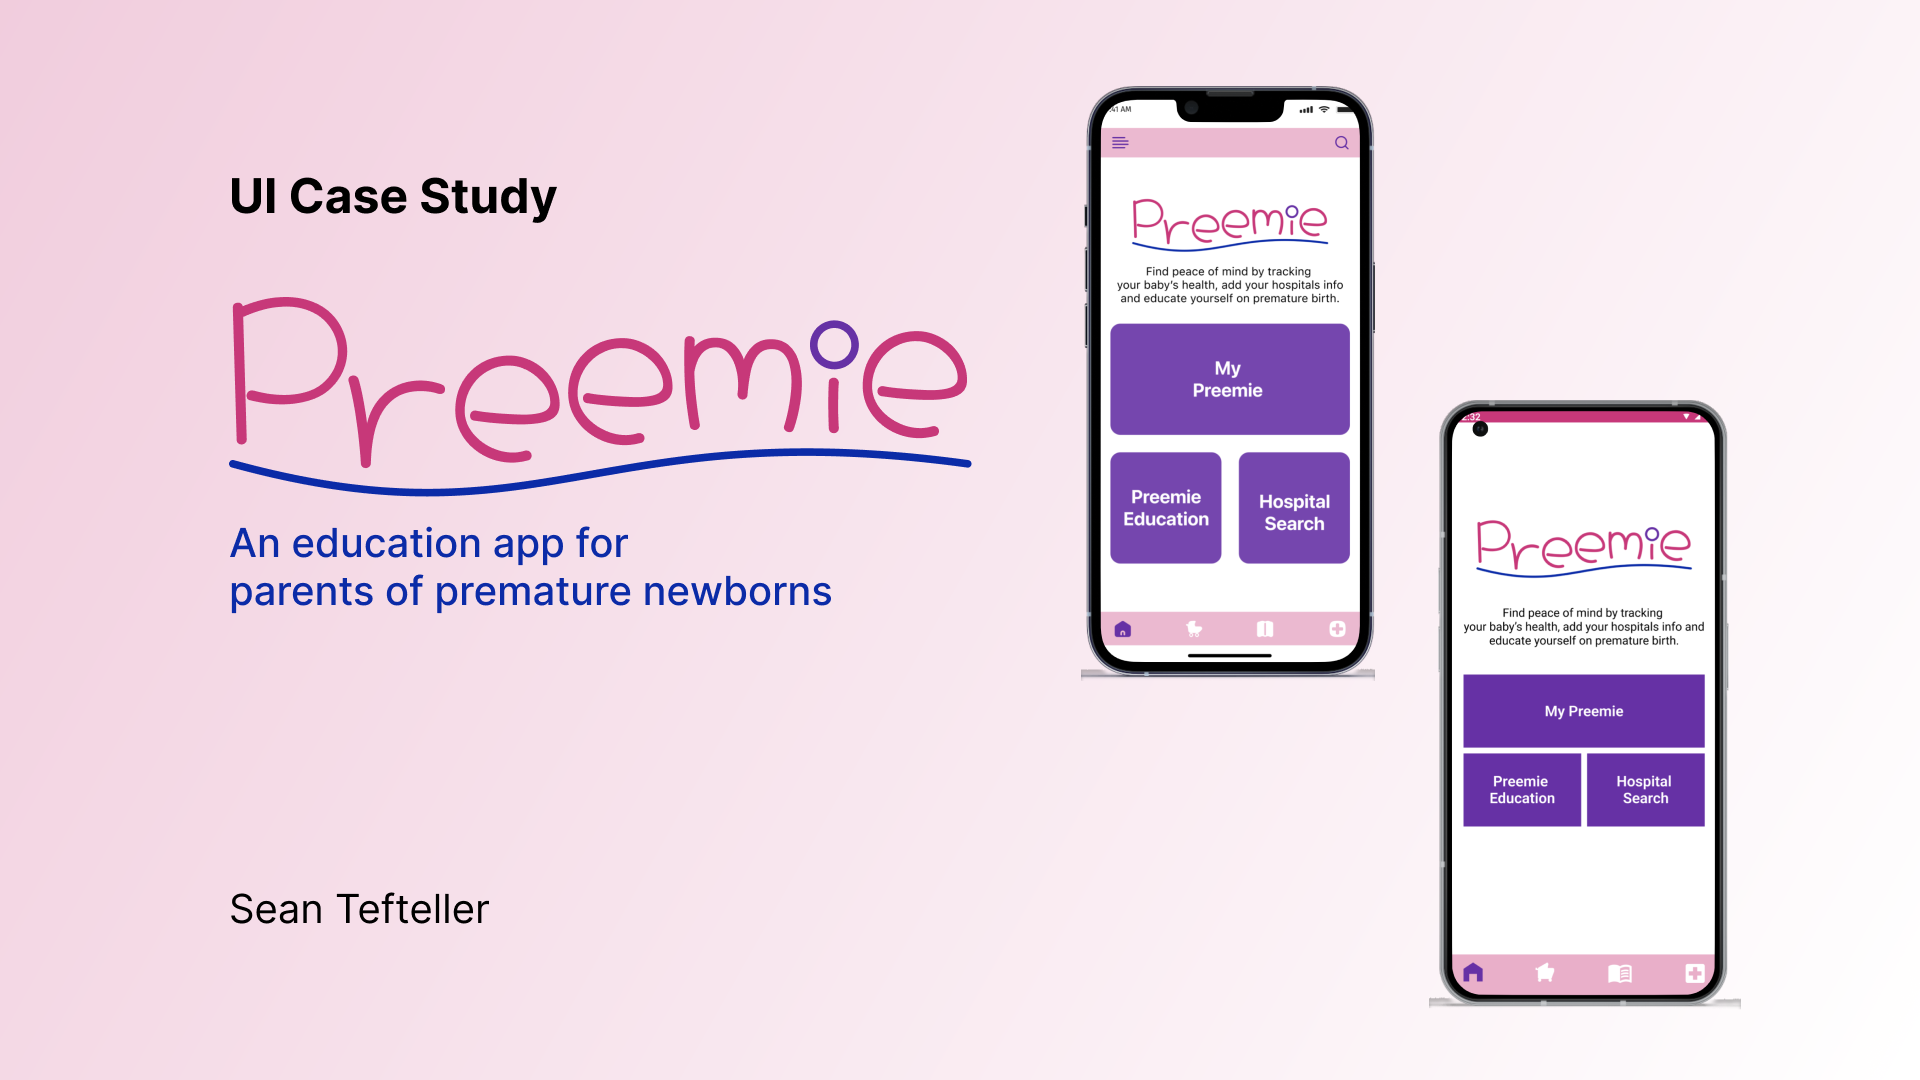 UI Case Study
Preemie
An education app for
parents of premature newborns
Sean Tefteller
:41 AM
Preemie
Find peace of mind by tracking
your baby's health, add your hospitals info
and educate yourself on premature birth.
My
Preemie
Preemie
Education
Hospital
Search
:32
Preemie
Find peace of mind by tracking
your baby's health, add your hospitals info and
educate yourself on premature birth.
My Preemie
Preemie
Education
Hospital
Search